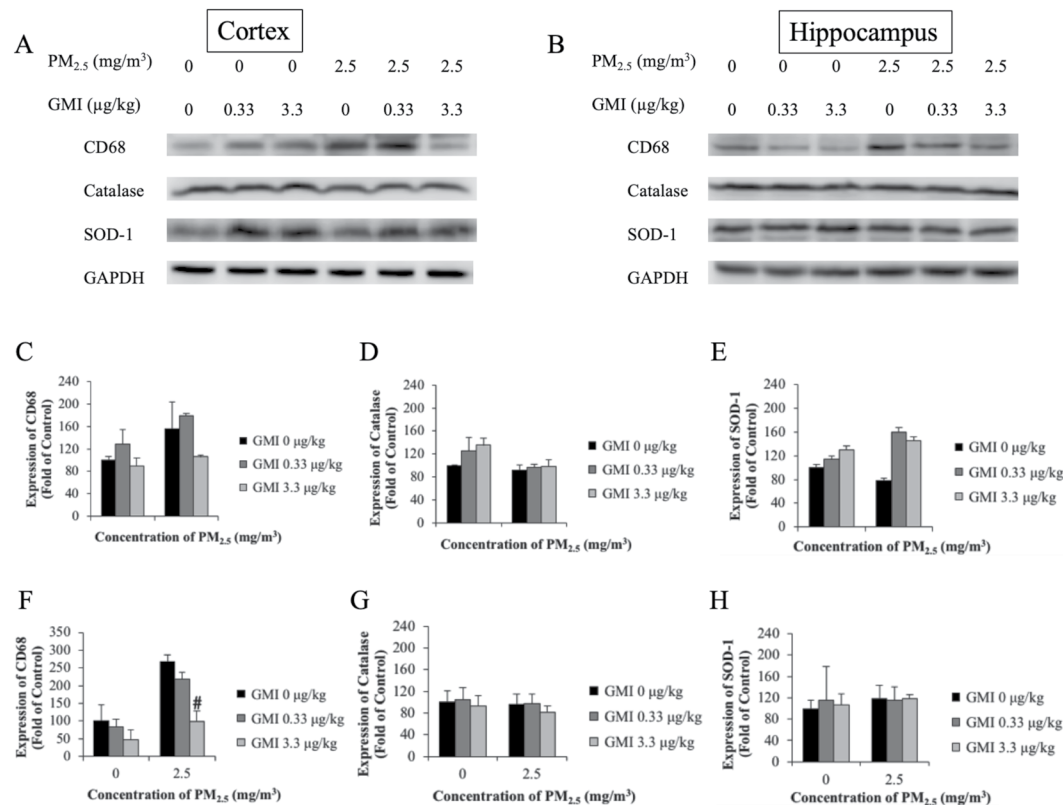 A
Cortex
PM2.5 (mg/m3)
0 0 0 2.5 2.5 2.5
GMI (µg/kg)
0 0.33 3.3 0 0.33 3.3
CD68
Catalase
SOD-1
GAPDH
B
Hippocampus
PM2.5 (mg/m3)
0 0 0 2.5 2.5 2.5
GMI (µg/kg)
0 0.33 3.3 0 0.33 3.3
CD68
Catalase
SOD-1
GAPDH
C
Expression of CD68
(Fold of Control)
240
200
160
120
80
40
0
GMI 0 µg/kg
GMI 0.33 µg/kg
GMI 3.3 µg/kg
Concentration of PM2.5 (mg/m3)
D
Expression of Catalase
(Fold of Control)
240
200
160
120
80
40
0
GMI 0 µg/kg
GMI 0.33 µg/kg
GMI 3.3 µg/kg
Concentration of PM2.5 (mg/m3)
E
Expression of SOD-1
(Fold of Control)
240
200
160
120
80
40
0
GMI 0 µg/kg
GMI 0.33 µg/kg
GMI 3.3 µg/kg
Concentration of PM2.5 (mg/m3)
F
Expression of CD68
(Fold of Control)
350
300
250
200
150
100
50
0
#
GMI 0 µg/kg
GMI 0.33 µg/kg
GMI 3.3 µg/kg
0 2.5
Concentration of PM2.5 (mg/m3)
G
Expression of Catalase
(Fold of Control)
240
200
160
120
80
40
0
GMI 0 µg/kg
GMI 0.33 µg/kg
GMI 3.3 µg/kg
0 2.5
Concentration of PM2.5 (mg/m3)
H
Expression of SOD-1
(Fold of Control)
240
200
160
120
80
40
0
GMI 0 µg/kg
GMI 0.33 µg/kg
GMI 3.3 µg/kg
0 2.5
Concentration of PM2.5 (mg/m3)